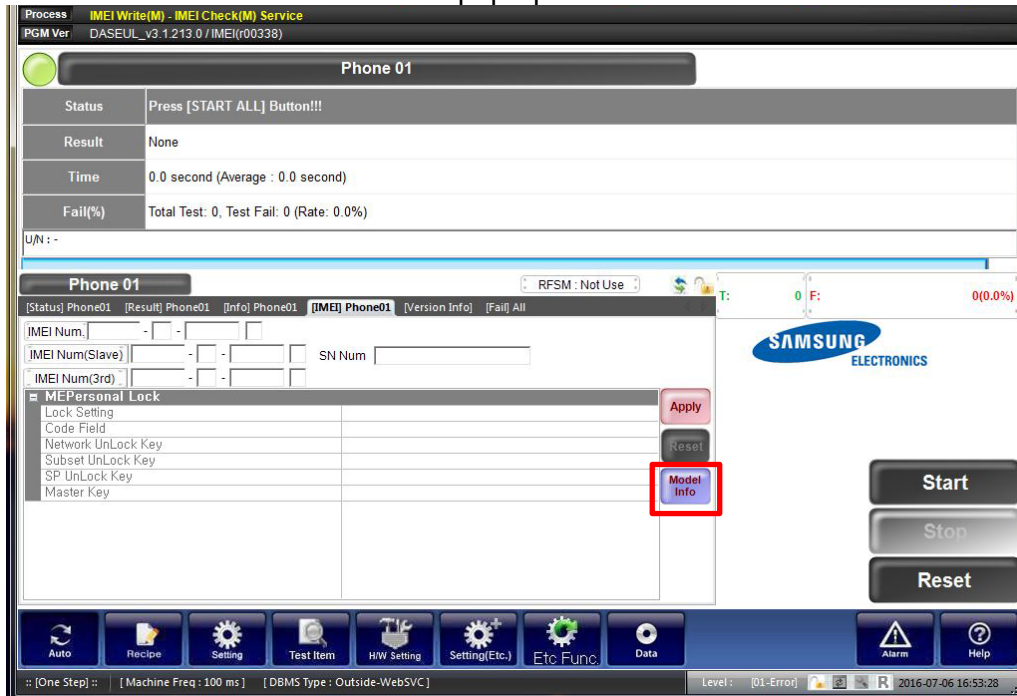 Process IMEI Write(M) - IMEI Check(M) Service
PGM Ver DASEUL_v3.1.213.0 / IMEI(r00338)
Phone 01
Status Press [START ALL] Button!!!
Result None
Time 0.0 second (Average : 0.0 second)
Fail(%) Total Test: 0, Test Fail: 0 (Rate: 0.0%)
U/N : -
Phone 01 RFSM : Not Use
[Status] Phone01 [Result] Phone01 [Info] Phone01 [IMEI] Phone01 [Version Info] [Fail] All
T: 0 F: 0(0.0%)
IMEI Num. - -
IMEI Num(Slave) - - SN Num
IMEI Num(3rd) - -
SAMSUNG
ELECTRONICS
MEPersonal Lock
Lock Setting
Code Field
Network UnLock Key
Subset UnLock Key
SP UnLock Key
Master Key
Apply
Reset
Model
Info
Start
Stop
Reset
Auto Recipe Setting Test Item H/W Setting Setting(Etc.) Etc Func. Data Alarm Help
:: [One Step] :: [ Machine Freq : 100 ms ] [ DBMS Type : Outside-WebSVC ] Level : [01-Error] R 2016-07-06 16:53:28